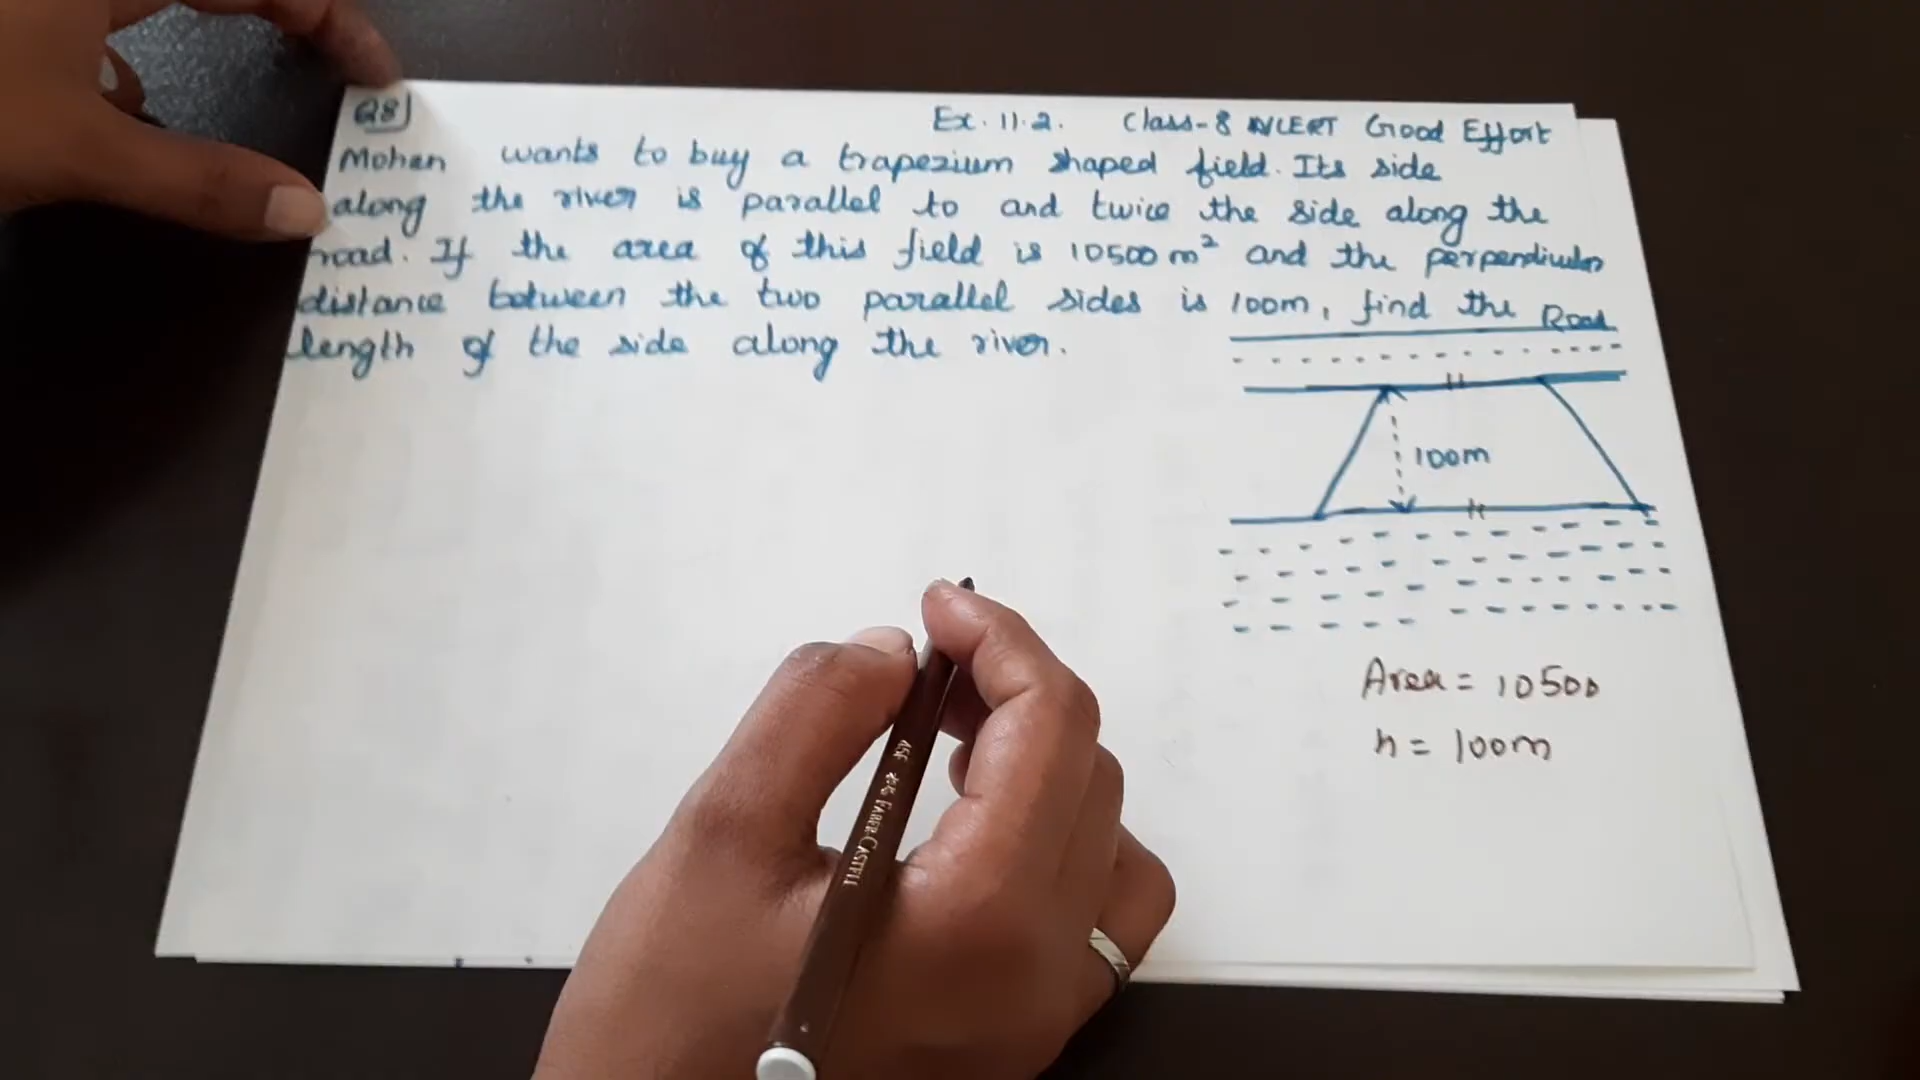 Q8)
Ex. 11.2. Class-8 NCERT Good Effort
Mohan wants to buy a trapezium shaped field. Its side
along the river is parallel to and twice the side along the
road. If the area of this field is 10500 m² and the perpendicular
distance between the two parallel sides is 100m, find the
length of the side along the river.
Road
100m
Area = 10500
h = 100m
FABER-CASTELL